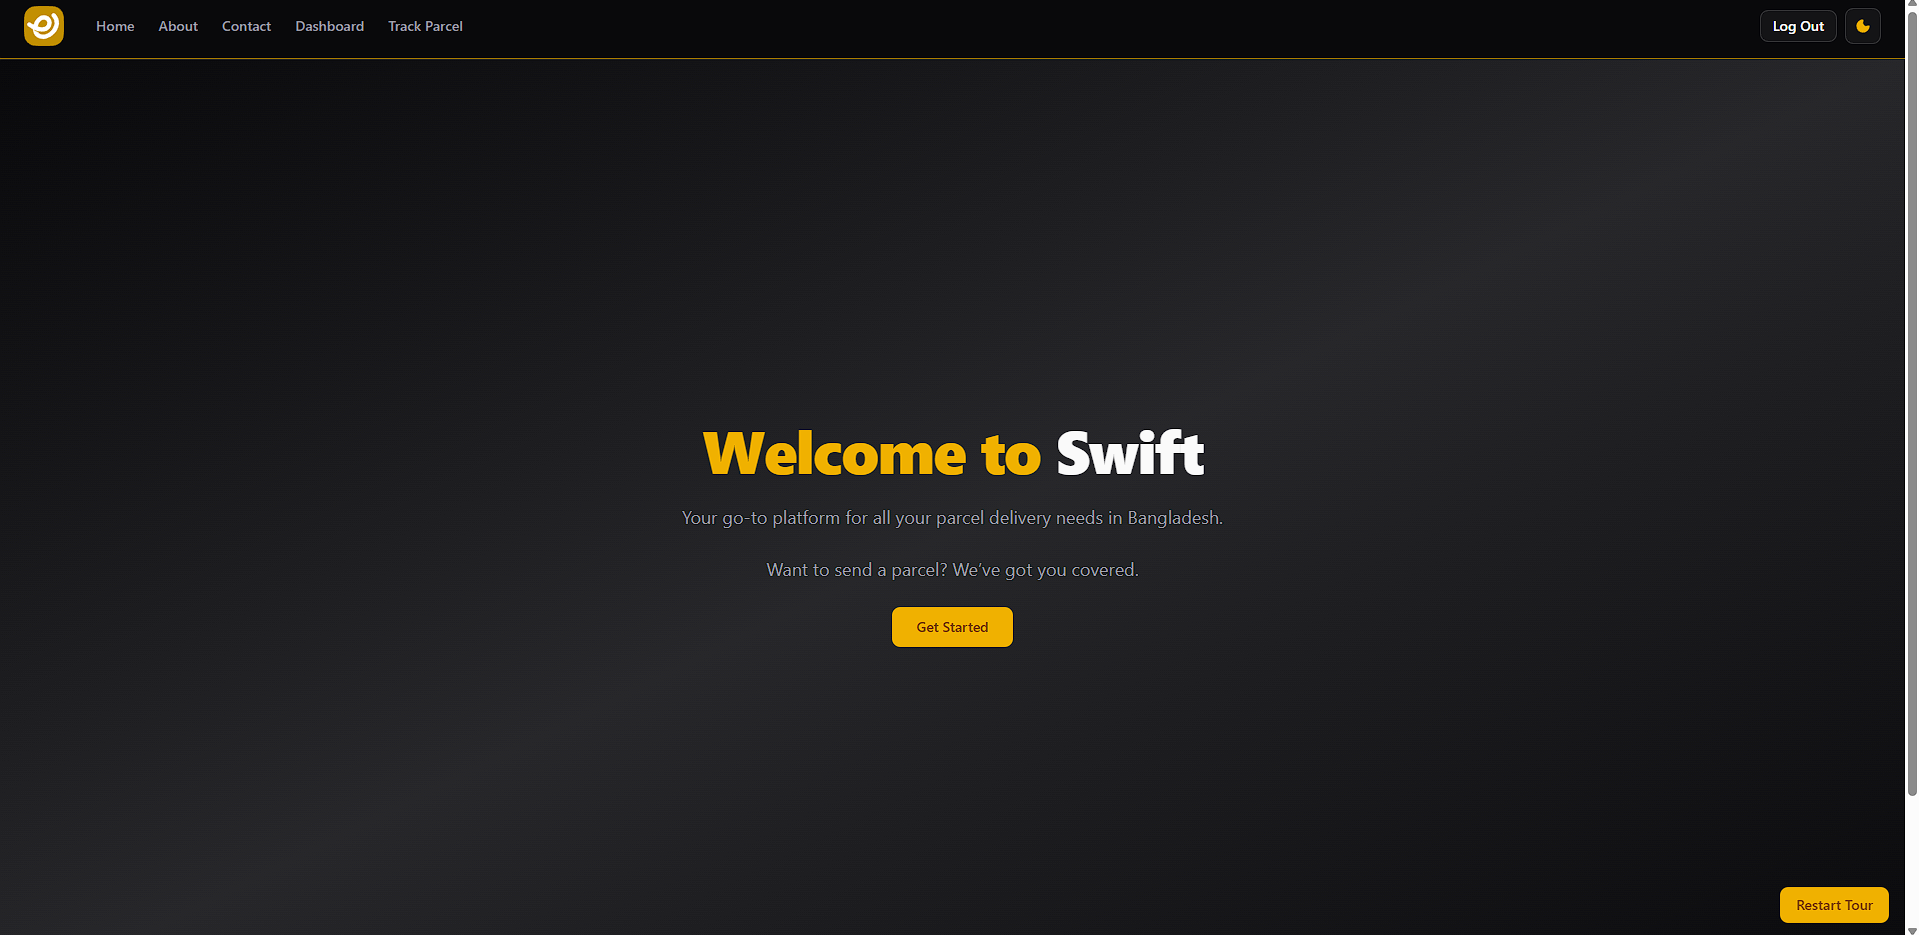 Home About Contact Dashboard Track Parcel Log Out
Welcome to Swift
Your go-to platform for all your parcel delivery needs in Bangladesh.
Want to send a parcel? We’ve got you covered.
Get Started
Restart Tour